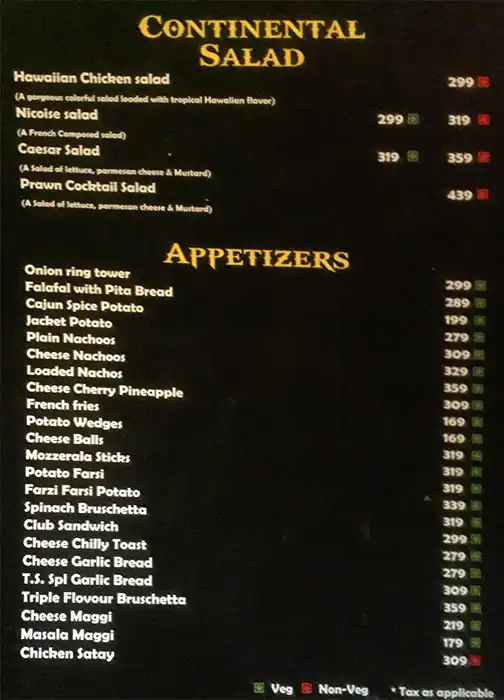 CONTINENTAL
SALAD
Hawaiian Chicken salad 299
(A gorgeous colorful salad loaded with tropical Hawaiian flavor)
Nicoise salad 299 319
(A French Composed salad)
Caesar Salad 319 359
(A Salad of lettuce, parmesan cheese & Mustard)
Prawn Cocktail Salad 439
(A Salad of lettuce, parmesan cheese & Mustard)
APPETIZERS
Onion ring tower 299
Falafal with Pita Bread 289
Cajun Spice Potato 199
Jacket Potato 279
Plain Nachoos 309
Cheese Nachoos 329
Loaded Nachos 359
Cheese Cherry Pineapple 309
French fries 169
Potato Wedges 169
Cheese Balls 319
Mozzerala Sticks 319
Potato Farsi 319
Farzi Farsi Potato 339
Spinach Bruschetta 319
Club Sandwich 299
Cheese Chilly Toast 279
Cheese Garlic Bread 279
T.S. Spl Garlic Bread 309
Triple Flavour Bruschetta 359
Cheese Maggi 219
Masala Maggi 179
Chicken Satay 309
Veg Non-Veg * Tax as applicable